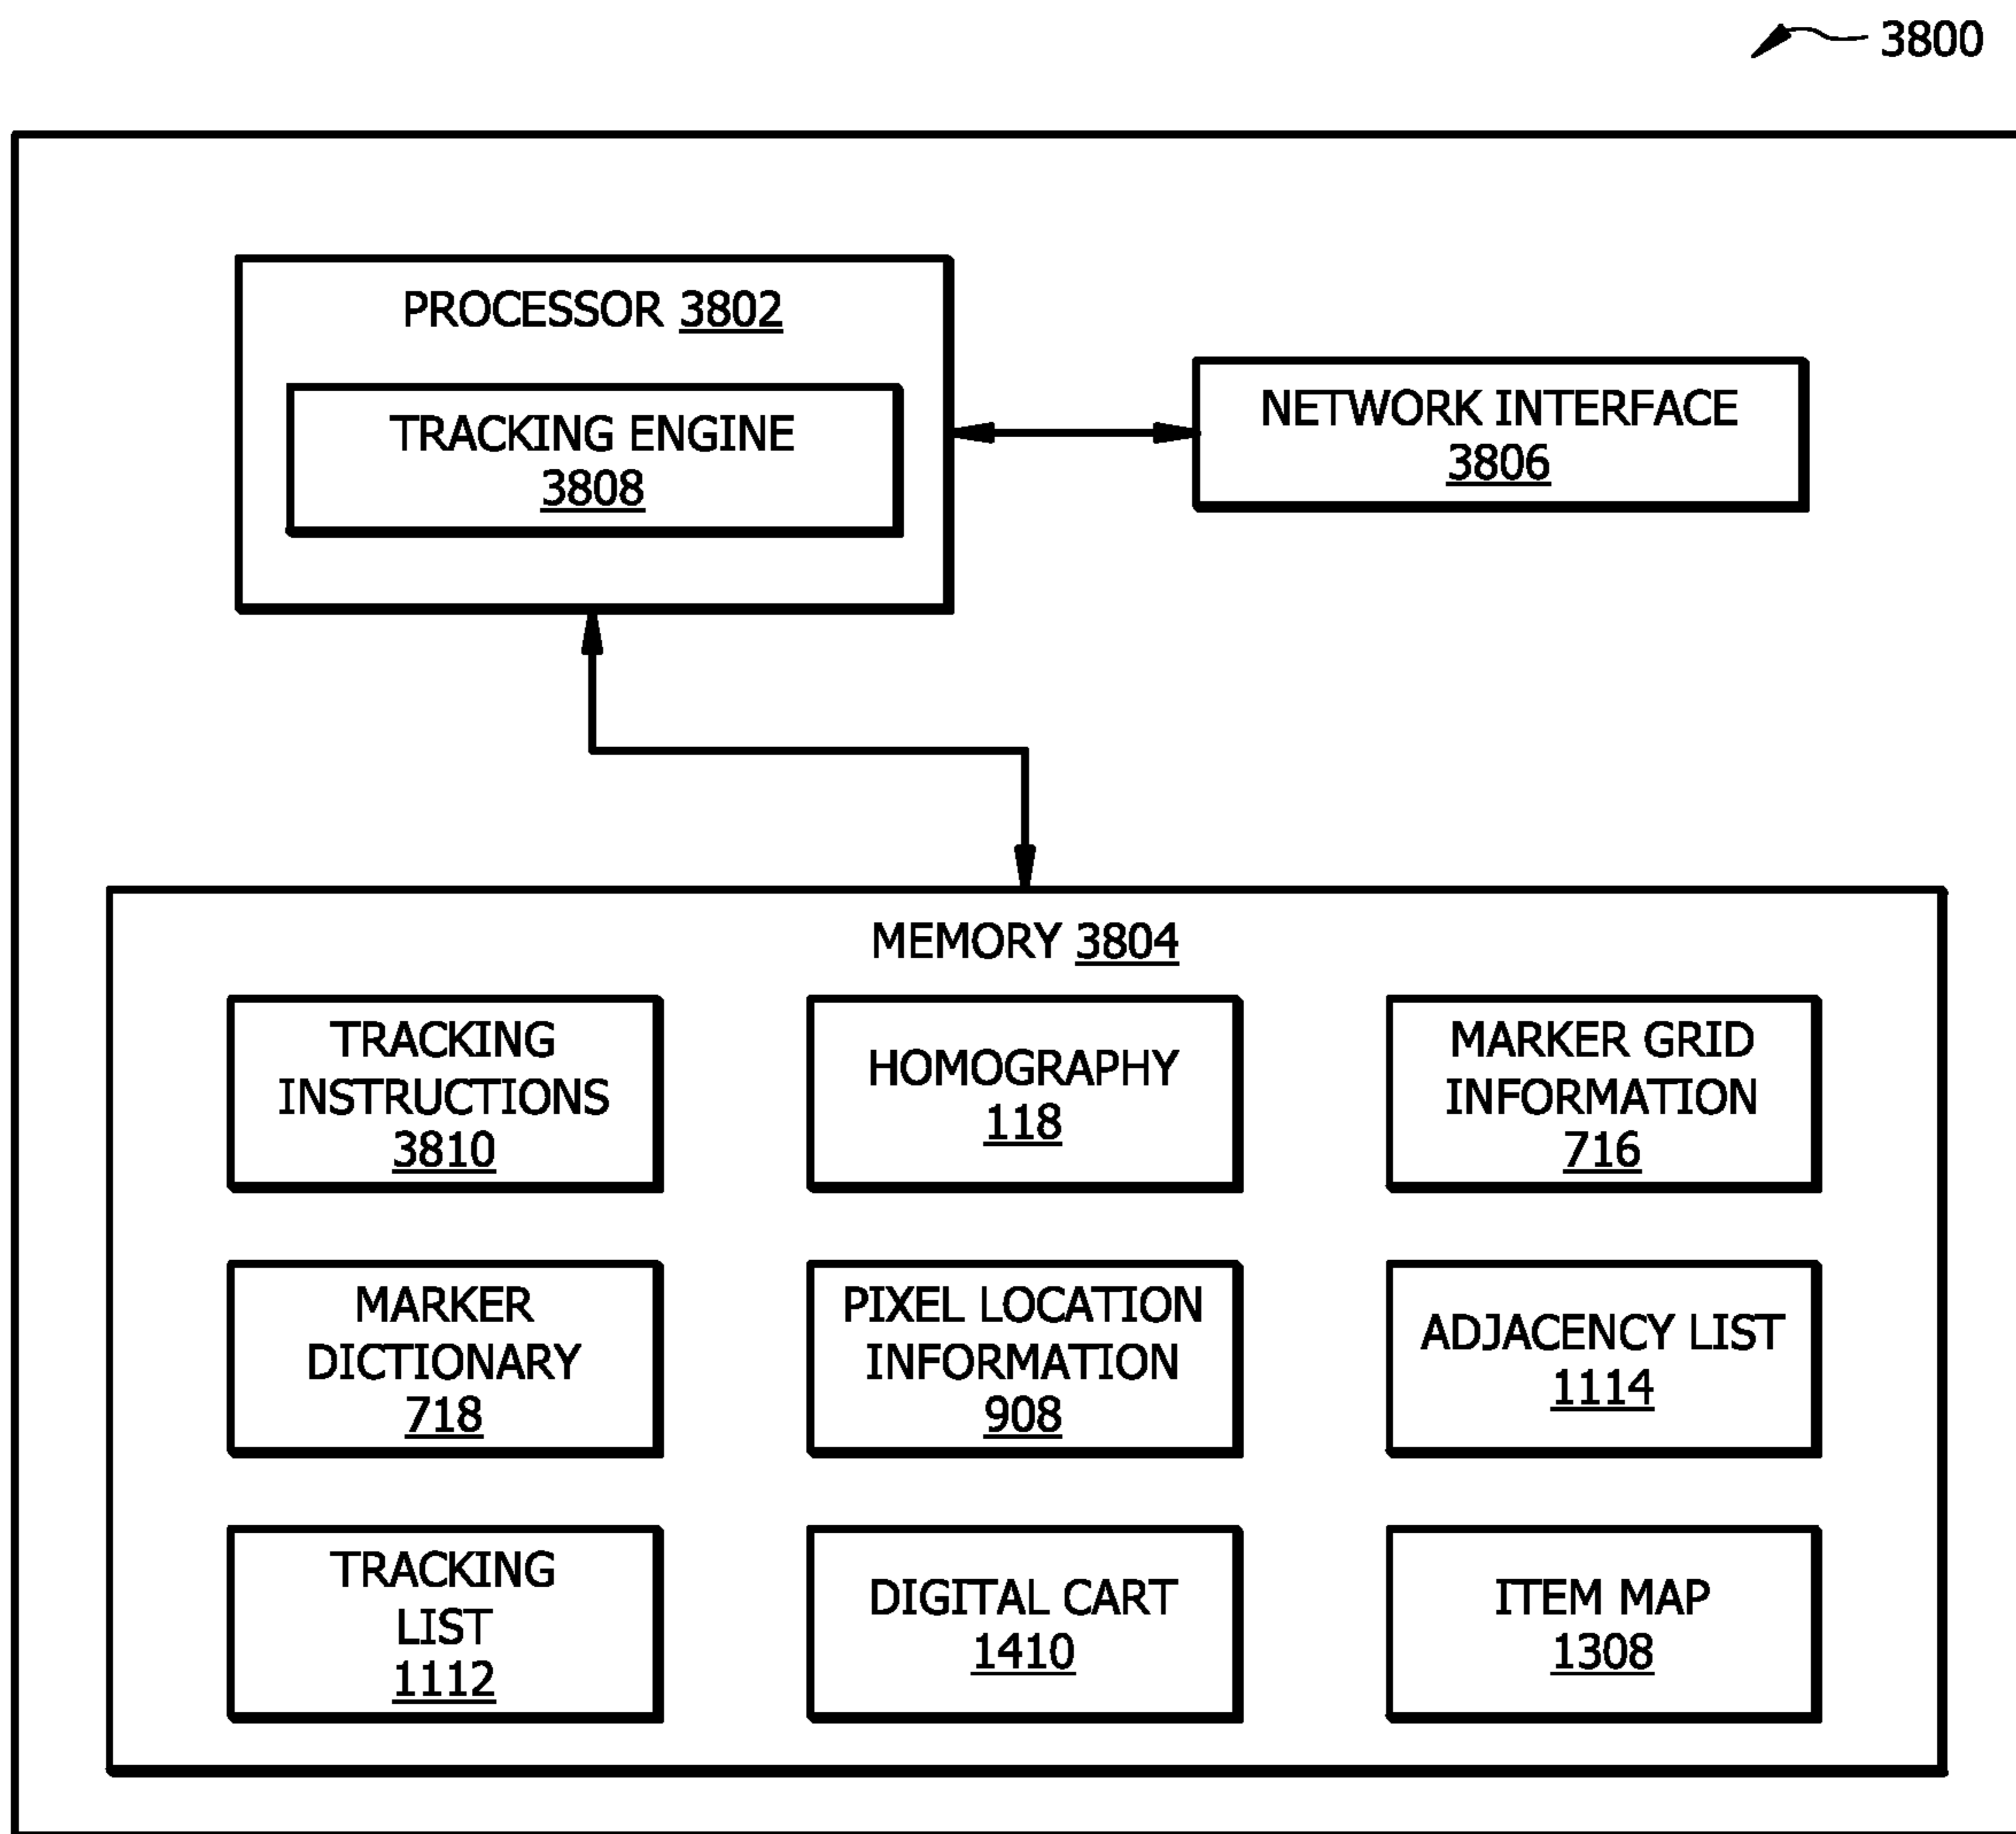 3800
PROCESSOR 3802
TRACKING ENGINE
3808
NETWORK INTERFACE
3806
MEMORY 3804
TRACKING
INSTRUCTIONS
3810
HOMOGRAPHY
118
MARKER GRID
INFORMATION
716
MARKER
DICTIONARY
718
PIXEL LOCATION
INFORMATION
908
ADJACENCY LIST
1114
TRACKING
LIST
1112
DIGITAL CART
1410
ITEM MAP
1308